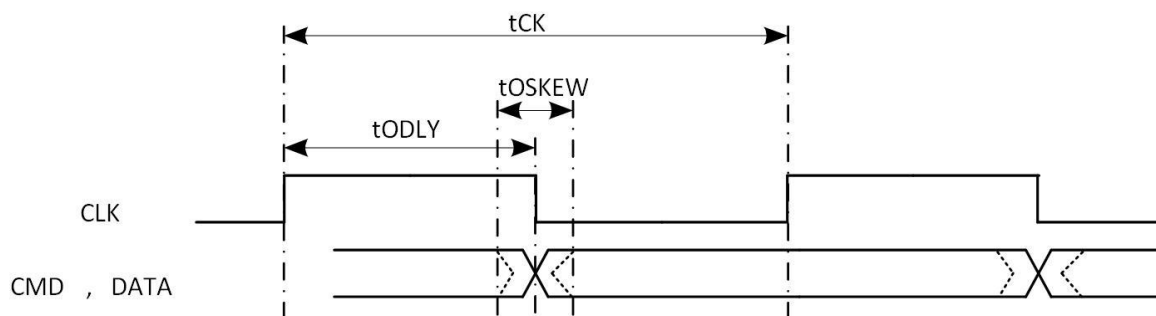 tCK
tOSKEW
tODLY
CLK
CMD , DATA